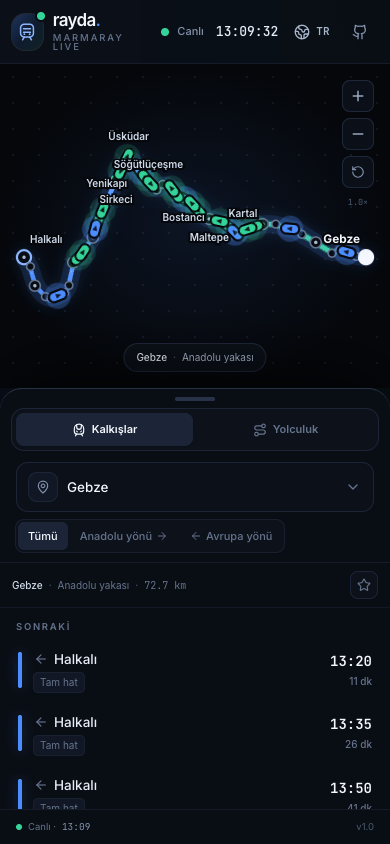 rayda.
MARMARAY
LIVE
Canlı
13:09:32
TR
Üsküdar
Söğütlüçeşme
Yenikapı
Sirkeci
Bostancı
Kartal
Maltepe
Halkalı
Gebze
1.0×
Gebze · Anadolu yakası
Kalkışlar
Yolculuk
Gebze
Tümü
Anadolu yönü →
← Avrupa yönü
Gebze · Anadolu yakası · 72.7 km
SONRAKİ
← Halkalı
13:20
Tam hat
11 dk
← Halkalı
13:35
Tam hat
26 dk
← Halkalı
13:50
Tam hat
41 dk
Canlı · 13:09
v1.0